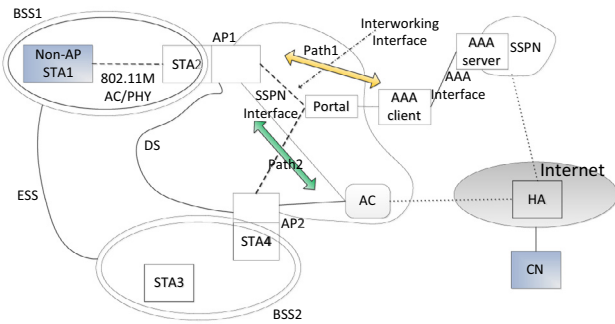 BSS1
AP1
Interworking
Interface
Path1
AAA
server
SSPN
Non-AP
STA1
STA2
802.11M
AC/PHY
SSPN
Interface
Portal
AAA
client
AAA
Interface
DS
Path2
Internet
ESS
AC
HA
AP2
STA4
CN
STA3
BSS2